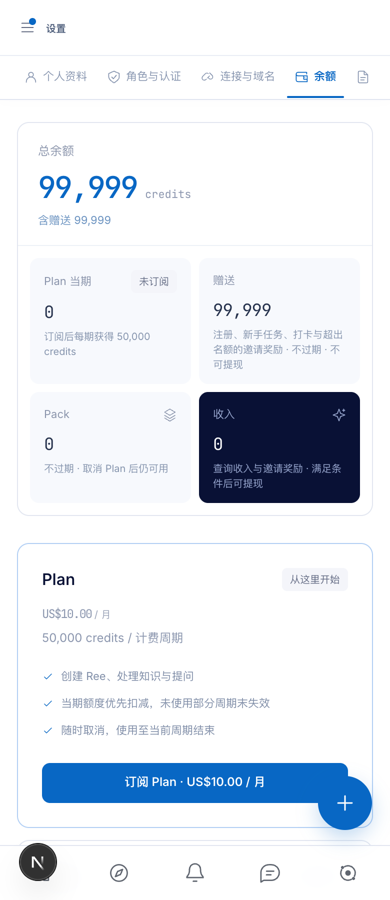 设置
个人资料
角色与认证
连接与域名
余额
总余额
99,999 credits
含赠送 99,999
Plan 当期
未订阅
0
订阅后每期获得 50,000
credits
赠送
99,999
注册、新手任务、打卡与超出
名额的邀请奖励 · 不过期 · 不
可提现
Pack
0
不过期 · 取消 Plan 后仍可用
收入
0
查询收入与邀请奖励 · 满足条
件后可提现
Plan
从这里开始
US$10.00 / 月
50,000 credits / 计费周期
创建 Ree、处理知识与提问
当期额度优先扣减，未使用部分周期末失效
随时取消，使用至当前周期结束
订阅 Plan · US$10.00 / 月
N